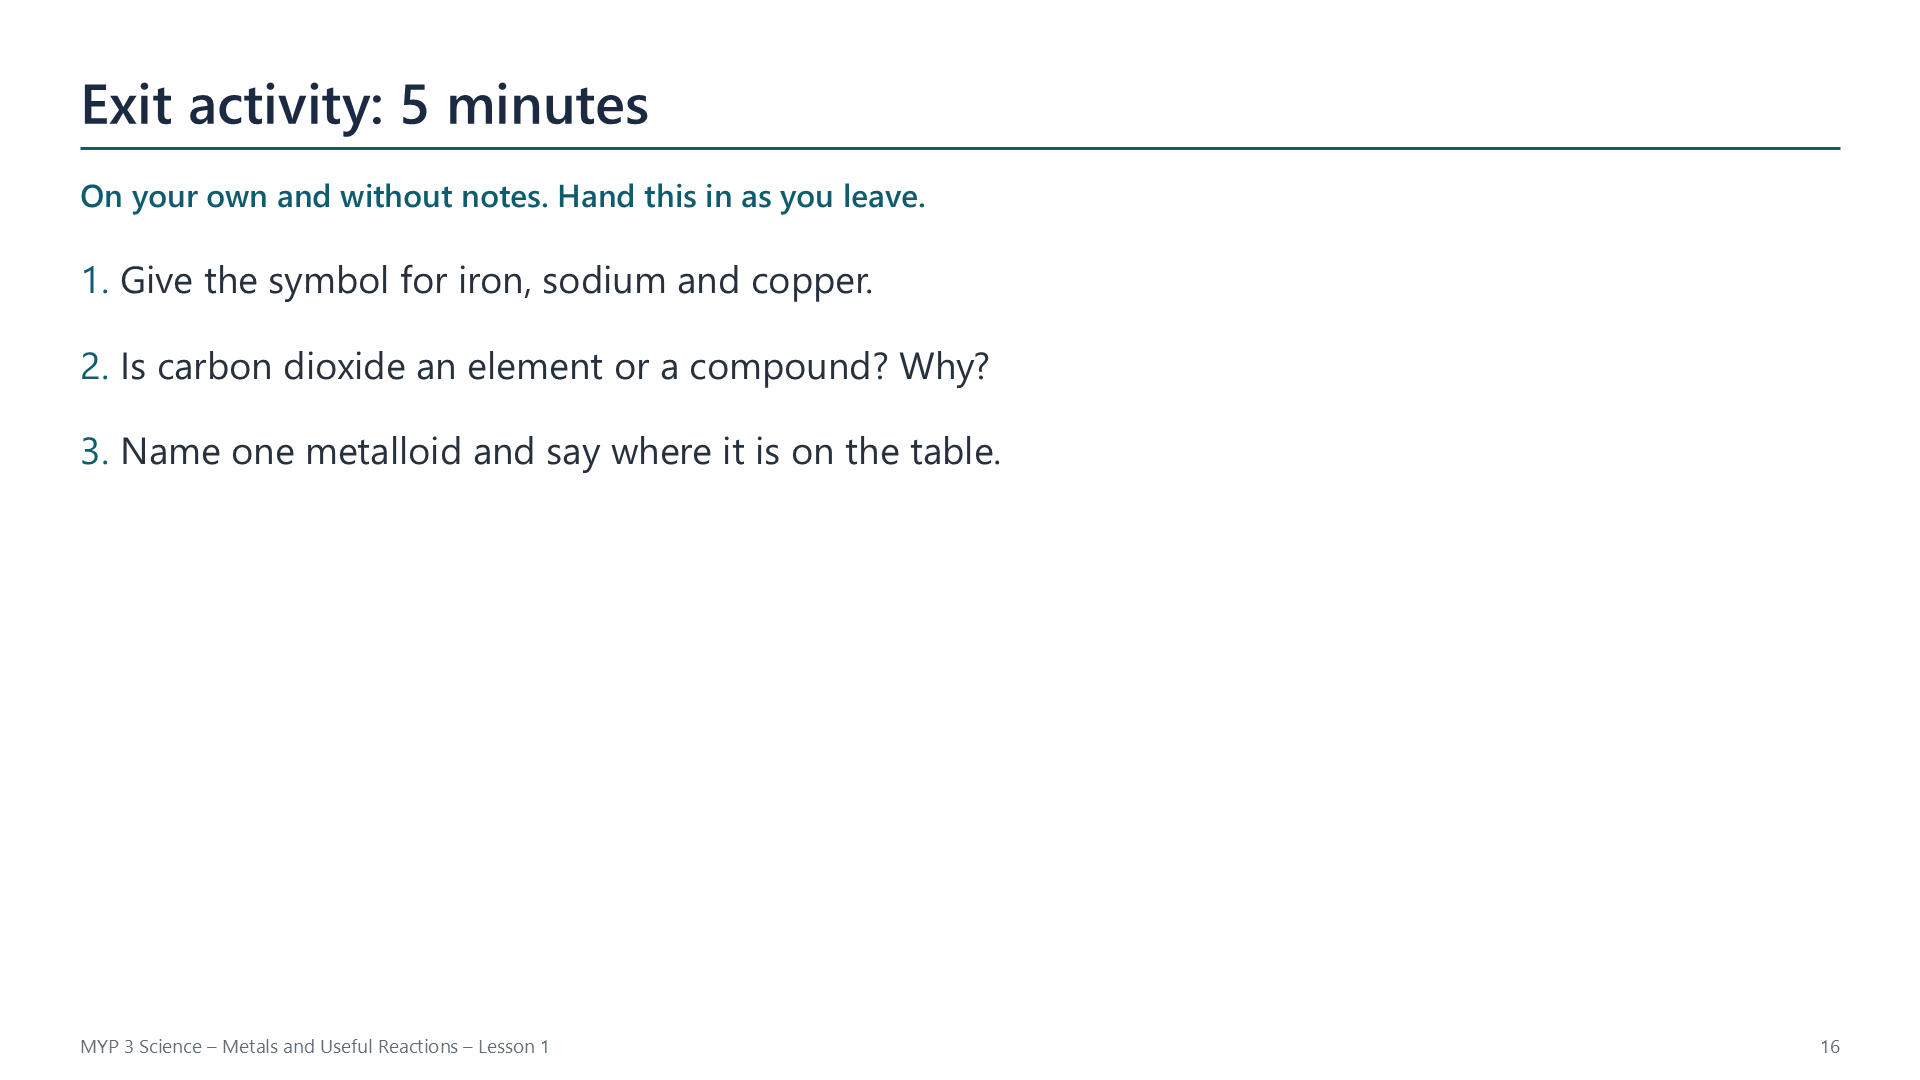 Exit activity: 5 minutes
On your own and without notes. Hand this in as you leave.
1. Give the symbol for iron, sodium and copper.
2. Is carbon dioxide an element or a compound? Why?
3. Name one metalloid and say where it is on the table.
MYP 3 Science – Metals and Useful Reactions – Lesson 1
16